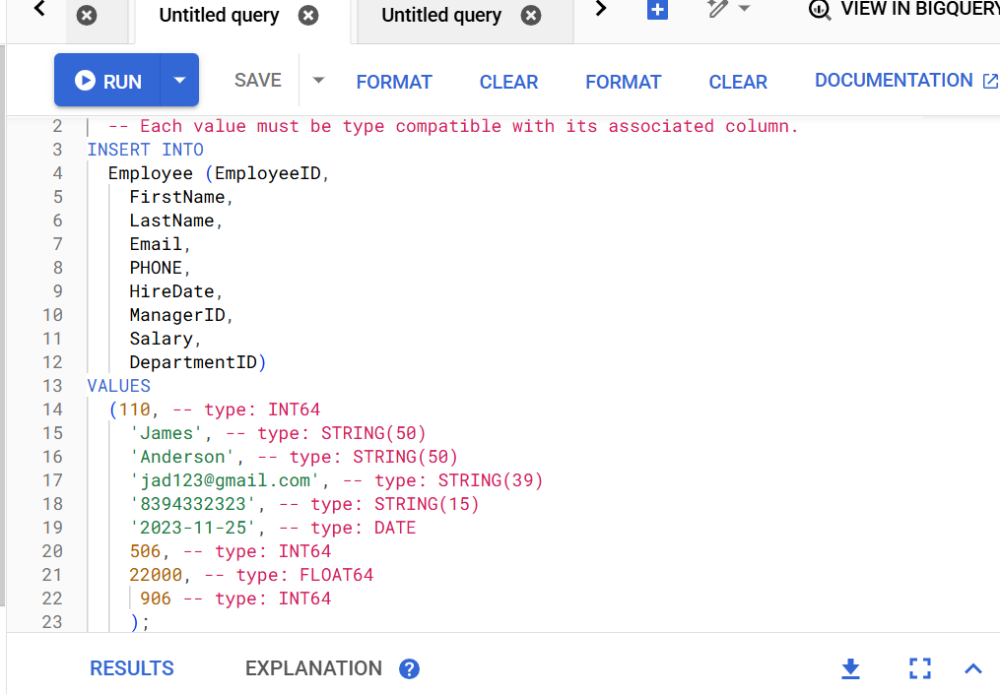 Untitled query
Untitled query
VIEW IN BIGQUERY
RUN
SAVE
FORMAT
CLEAR
FORMAT
CLEAR
DOCUMENTATION
2 -- Each value must be type compatible with its associated column.
3 INSERT INTO
4 Employee (EmployeeID,
5 FirstName,
6 LastName,
7 Email,
8 PHONE,
9 HireDate,
10 ManagerID,
11 Salary,
12 DepartmentID)
13 VALUES
14 (110, -- type: INT64
15 'James', -- type: STRING(50)
16 'Anderson', -- type: STRING(50)
17 'jad123@gmail.com', -- type: STRING(39)
18 '8394332323', -- type: STRING(15)
19 '2023-11-25', -- type: DATE
20 506, -- type: INT64
21 22000, -- type: FLOAT64
22 906 -- type: INT64
23 );
RESULTS
EXPLANATION ?